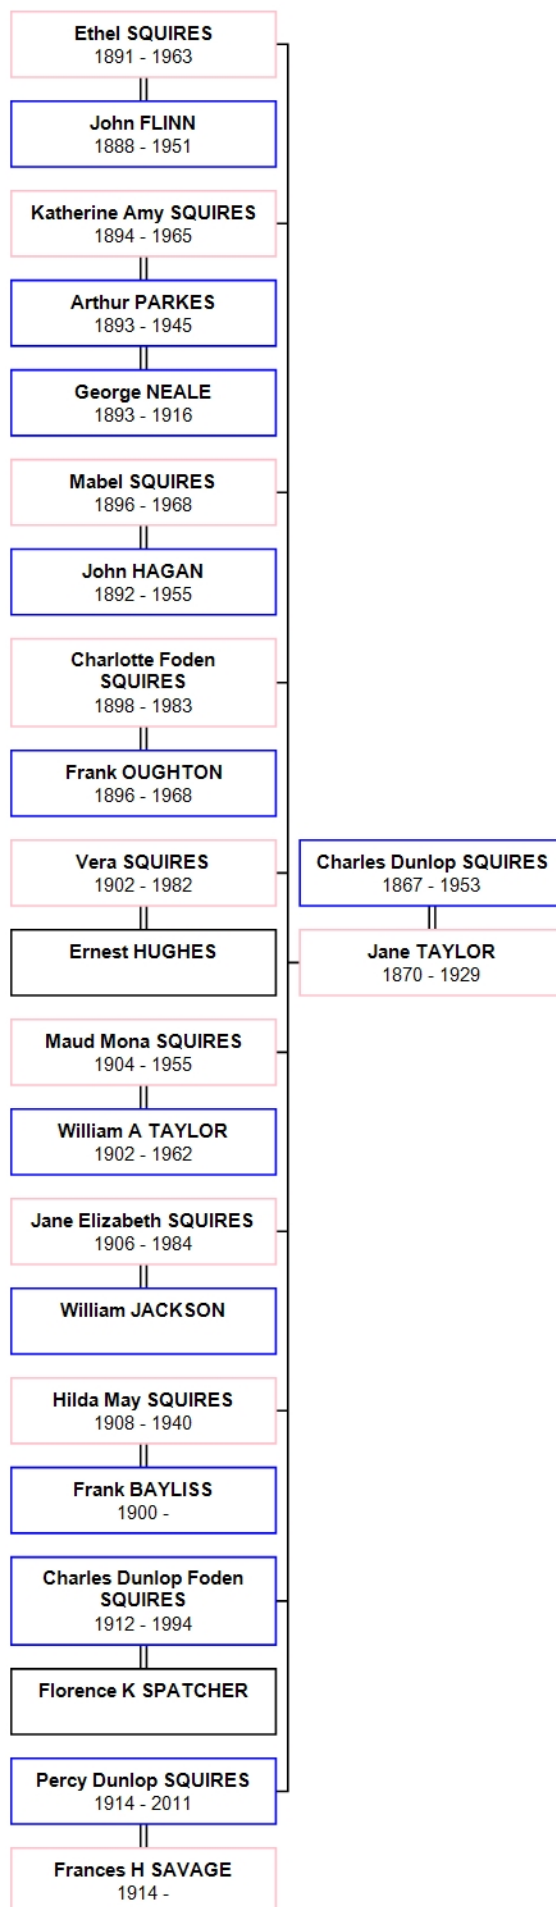 Ethel SQUIRES
1891 - 1963
John FLINN
1888 - 1951
Katherine Amy SQUIRES
1894 - 1965
Arthur PARKES
1893 - 1945
George NEALE
1893 - 1916
Mabel SQUIRES
1896 - 1968
John HAGAN
1892 - 1955
Charlotte Foden
SQUIRES
1898 - 1983
Frank OUGHTON
1896 - 1968
Vera SQUIRES
1902 - 1982
Ernest HUGHES
Charles Dunlop SQUIRES
1867 - 1953
Jane TAYLOR
1870 - 1929
Maud Mona SQUIRES
1904 - 1955
William A TAYLOR
1902 - 1962
Jane Elizabeth SQUIRES
1906 - 1984
William JACKSON
Hilda May SQUIRES
1908 - 1940
Frank BAYLISS
1900 -
Charles Dunlop Foden
SQUIRES
1912 - 1994
Florence K SPATCHER
Percy Dunlop SQUIRES
1914 - 2011
Frances H SAVAGE
1914 -